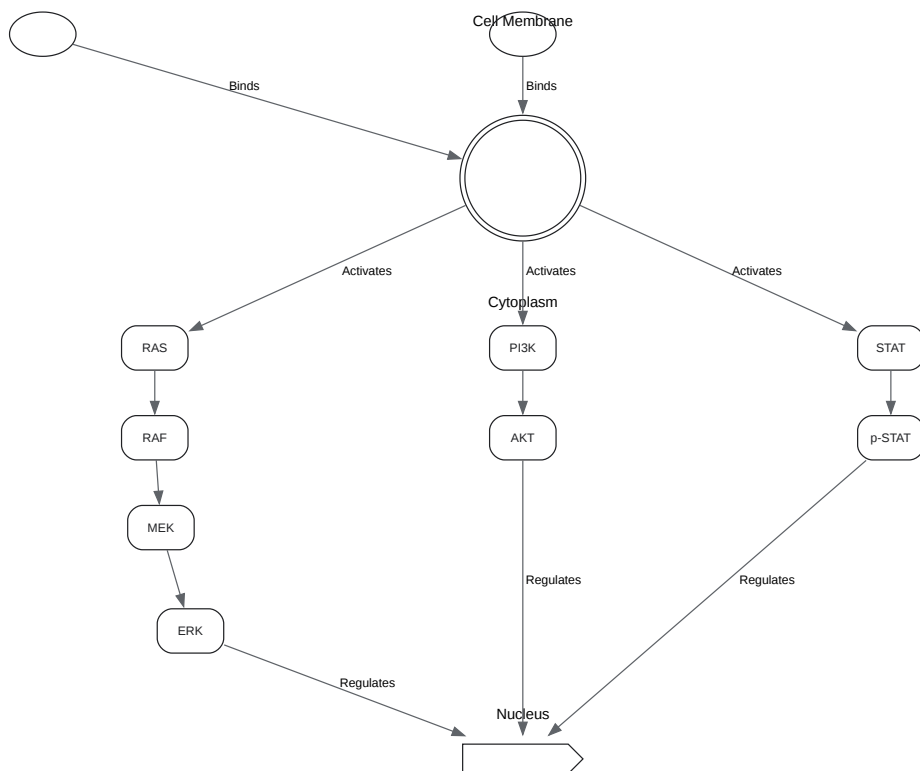 Cell Membrane
Binds
Binds
Activates
Activates
Activates
Cytoplasm
RAS
PI3K
STAT
RAF
AKT
p-STAT
MEK
Regulates
Regulates
ERK
Regulates
Nucleus